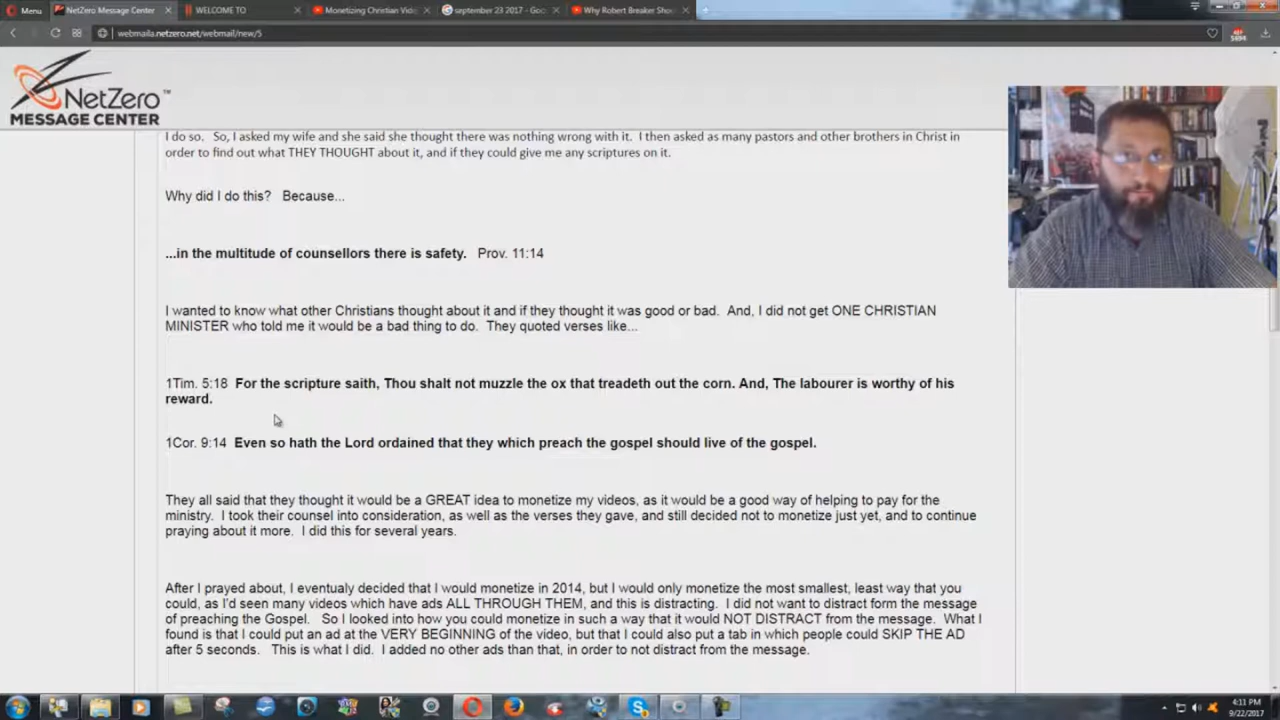 Menu
NetZero Message Center
WELCOME TO
Monetizing Christian Vid
september 23 2017 - Goo
Why Robert Breaker Sho
webmaila.netzero.net/webmail/new/5
NetZero™
MESSAGE CENTER
I do so. So, I asked my wife and she said she thought there was nothing wrong with it. I then asked as many pastors and other brothers in Christ in
order to find out what THEY THOUGHT about it, and if they could give me any scriptures on it.
Why did I do this? Because...
...in the multitude of counsellors there is safety. Prov. 11:14
I wanted to know what other Christians thought about it and if they thought it was good or bad. And, I did not get ONE CHRISTIAN
MINISTER who told me it would be a bad thing to do. They quoted verses like...
1Tim. 5:18 For the scripture saith, Thou shalt not muzzle the ox that treadeth out the corn. And, The labourer is worthy of his
reward.
1Cor. 9:14 Even so hath the Lord ordained that they which preach the gospel should live of the gospel.
They all said that they thought it would be a GREAT idea to monetize my videos, as it would be a good way of helping to pay for the
ministry. I took their counsel into consideration, as well as the verses they gave, and still decided not to monetize just yet, and to continue
praying about it more. I did this for several years.
After I prayed about, I eventualy decided that I would monetize in 2014, but I would only monetize the most smallest, least way that you
could, as I'd seen many videos which have ads ALL THROUGH THEM, and this is distracting. I did not want to distract form the message
of preaching the Gospel. So I looked into how you could monetize in such a way that it would NOT DISTRACT from the message. What I
found is that I could put an ad at the VERY BEGINNING of the video, but that I could also put a tab in which people could SKIP THE AD
after 5 seconds. This is what I did. I added no other ads than that, in order to not distract from the message.
4:11 PM
9/22/2017